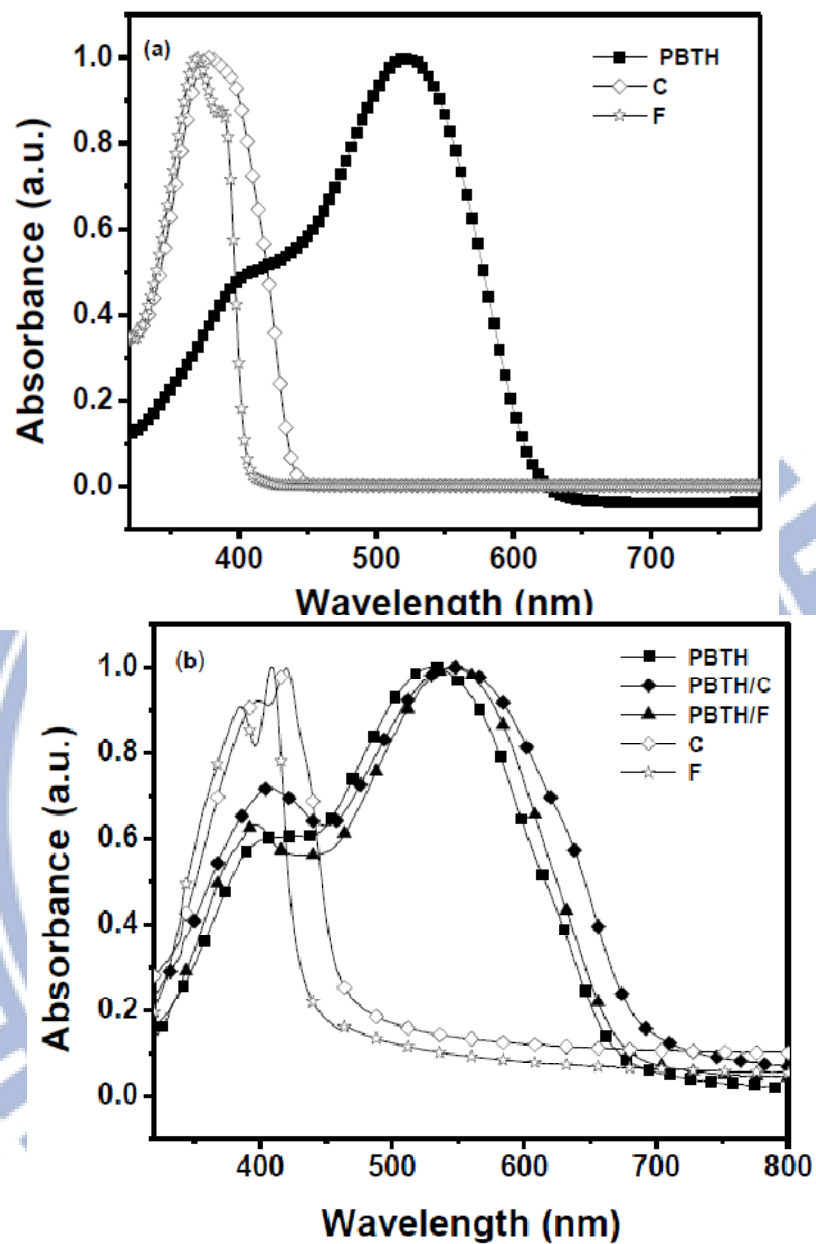 (a)
PBTH
C
F
Absorbance (a.u.)
1.0
0.8
0.6
0.4
0.2
0.0
400 500 600 700
Wavelength (nm)
(b)
PBTH
PBTH/C
PBTH/F
C
F
Absorbance (a.u.)
1.0
0.8
0.6
0.4
0.2
0.0
400 500 600 700 800
Wavelength (nm)